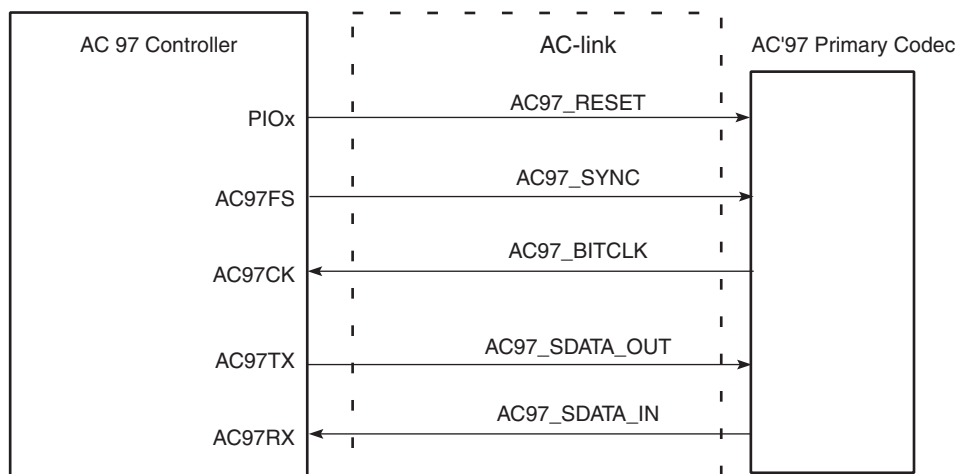 AC 97 Controller
AC-link
AC'97 Primary Codec
AC97_RESET
PIOx
AC97_SYNC
AC97FS
AC97_BITCLK
AC97CK
AC97_SDATA_OUT
AC97TX
AC97_SDATA_IN
AC97RX